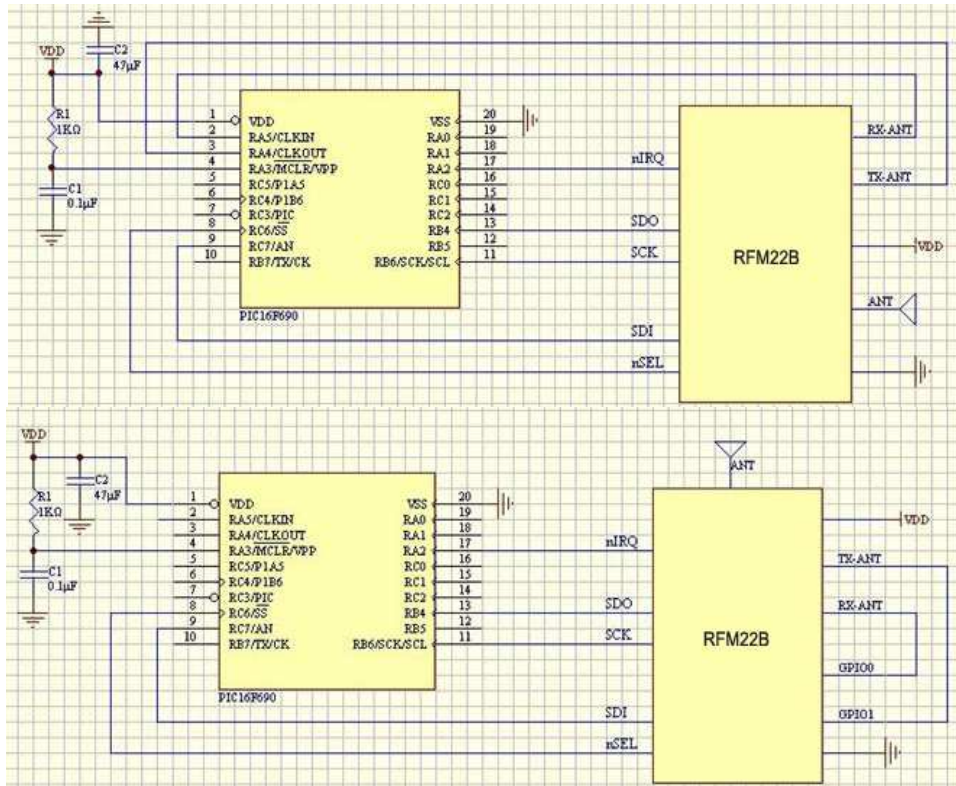 VDD
C2
47µF
R1
1KΩ
C1
0.1µF
1 VDD
2 RA5/CLKIN
3 RA4/CLKOUT
4 RA3/MCLR/VPP
5 RC5/P1A5
6 RC4/P1B6
7 RC3/PIC
8 RC6/SS
9 RC7/AN
10 RB7/TX/CK
VSS 20
RA0 19
RA1 18
RA2 17
RC0 16
RC1 15
RC2 14
RB4 13
RB5 12
RB6/SCK/SCL 11
PIC16F690
nIRQ
SDO
SCK
SDI
nSEL
RFM22B
RX-ANT
TX-ANT
VDD
ANT
VDD
C2
47µF
R1
1KΩ
C1
0.1µF
1 VDD
2 RA5/CLKIN
3 RA4/CLKOUT
4 RA3/MCLR/VPP
5 RC5/P1A5
6 RC4/P1B6
7 RC3/PIC
8 RC6/SS
9 RC7/AN
10 RB7/TX/CK
VSS 20
RA0 19
RA1 18
RA2 17
RC0 16
RC1 15
RC2 14
RB4 13
RB5 12
RB6/SCK/SCL 11
PIC16F690
nIRQ
SDO
SCK
SDI
nSEL
ANT
RFM22B
VDD
TX-ANT
RX-ANT
GPIO0
GPIO1